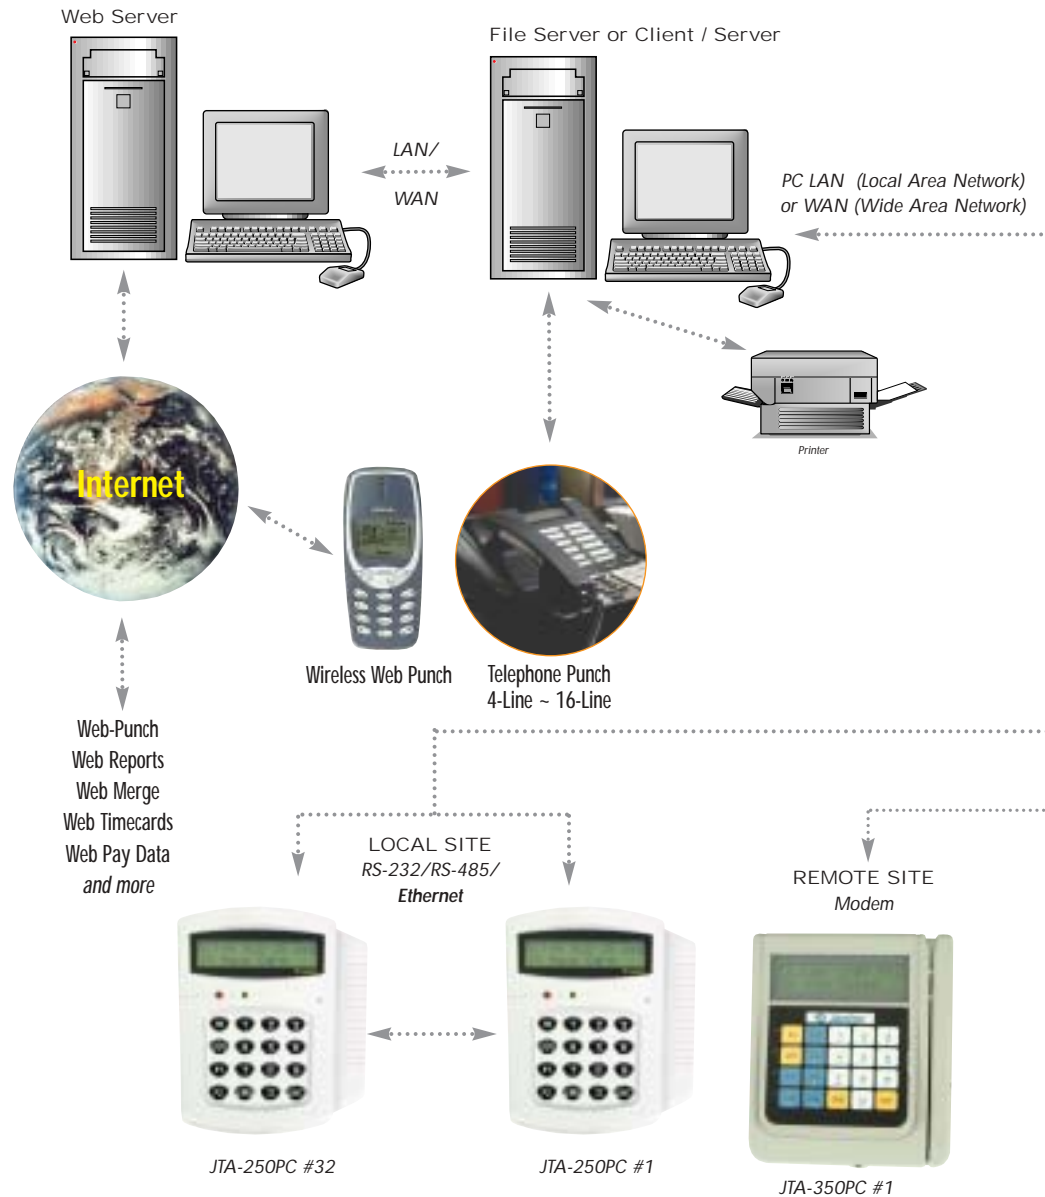 Web Server
File Server or Client / Server
LAN/
WAN
PC LAN (Local Area Network)
or WAN (Wide Area Network)
Printer
Internet
Wireless Web Punch
Telephone Punch
4-Line ~ 16-Line
Web-Punch
Web Reports
Web Merge
Web Timecards
Web Pay Data
and more
LOCAL SITE
RS-232/RS-485/
Ethernet
REMOTE SITE
Modem
JTA-250PC #32
JTA-250PC #1
JTA-350PC #1